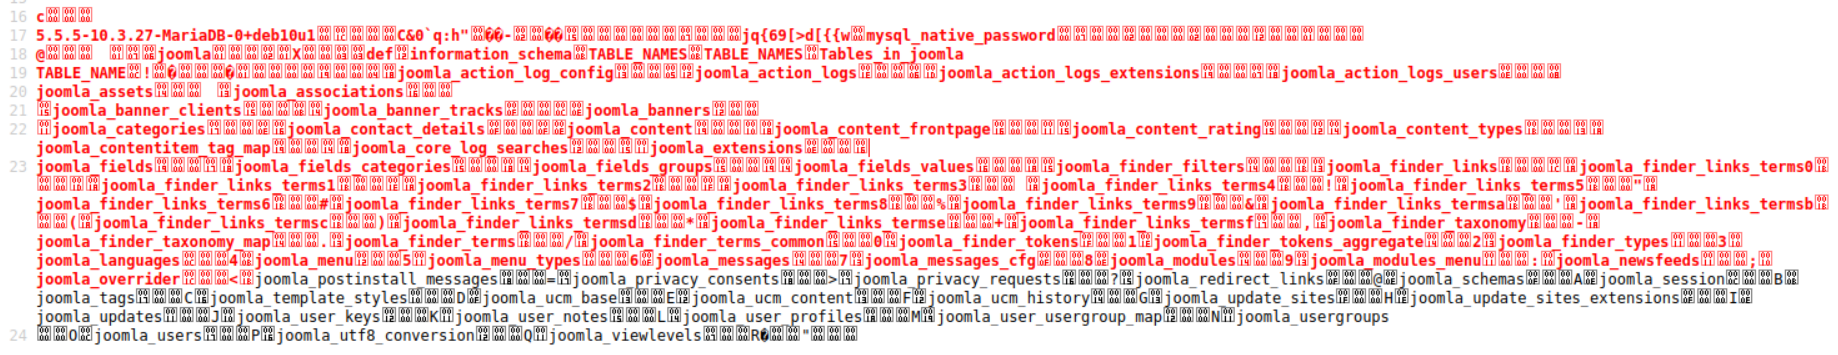 16 c
17 5.5.5-10.3.27-MariaDB-0+deb10u1 C&0`q:h" ��- �� jq{69[>d[{{w mysql_native_password
18 @ joomla X def information_schema TABLE_NAMES TABLE_NAMES Tables_in_joomla
19 TABLE_NAME ! � � joomla_action_log_config joomla_action_logs joomla_action_logs_extensions joomla_action_logs_users
20 joomla_assets joomla_associations
21 joomla_banner_clients joomla_banner_tracks joomla_banners
22 joomla_categories joomla_contact_details joomla_content joomla_content_frontpage joomla_content_rating joomla_content_types
joomla_contentitem_tag_map joomla_core_log_searches joomla_extensions
23 joomla_fields joomla_fields_categories joomla_fields_groups joomla_fields_values joomla_finder_filters joomla_finder_links joomla_finder_links_terms0
joomla_finder_links_terms1 joomla_finder_links_terms2 joomla_finder_links_terms3 joomla_finder_links_terms4 ! joomla_finder_links_terms5 "
joomla_finder_links_terms6 # joomla_finder_links_terms7 $ joomla_finder_links_terms8 % joomla_finder_links_terms9 & joomla_finder_links_termsa ' joomla_finder_links_termsb
( joomla_finder_links_termsc ) joomla_finder_links_termsd * joomla_finder_links_termse + joomla_finder_links_termsf , joomla_finder_taxonomy -
joomla_finder_taxonomy_map . joomla_finder_terms / joomla_finder_terms_common 0 joomla_finder_tokens 1 joomla_finder_tokens_aggregate 2 joomla_finder_types 3
joomla_languages 4 joomla_menu 5 joomla_menu_types 6 joomla_messages 7 joomla_messages_cfg 8 joomla_modules 9 joomla_modules_menu : joomla_newsfeeds ;
joomla_overrider < joomla_postinstall_messages = joomla_privacy_consents > joomla_privacy_requests ? joomla_redirect_links @ joomla_schemas A joomla_session B
joomla_tags C joomla_template_styles D joomla_ucm_base E joomla_ucm_content F joomla_ucm_history G joomla_update_sites H joomla_update_sites_extensions I
joomla_updates J joomla_user_keys K joomla_user_notes L joomla_user_profiles M joomla_user_usergroup_map N joomla_usergroups
24 O joomla_users P joomla_utf8_conversion Q joomla_viewlevels R� "